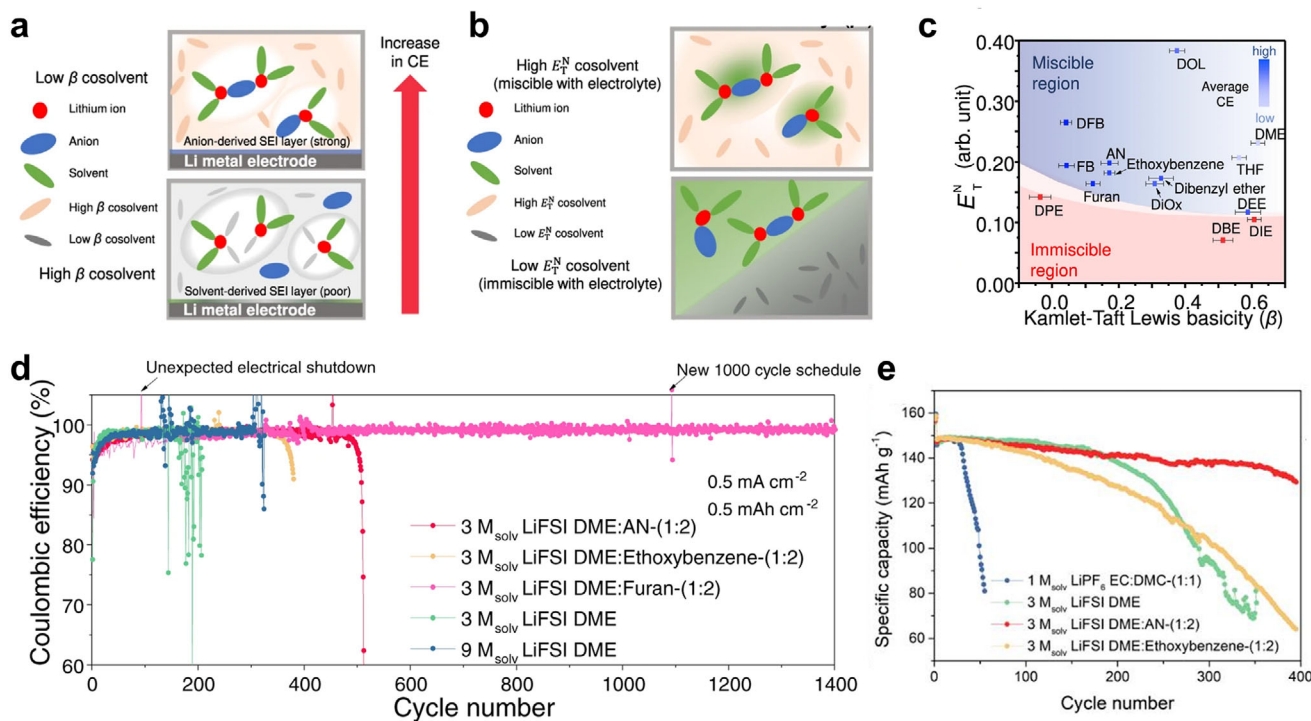 a
Low β cosolvent
Lithium ion
Anion
Solvent
High β cosolvent
Low β cosolvent
High β cosolvent
Anion-derived SEI layer (strong)
Li metal electrode
Solvent-derived SEI layer (poor)
Li metal electrode
Increase
in CE
b
High E_T^N cosolvent
(miscible with electrolyte)
Lithium ion
Anion
Solvent
High E_T^N cosolvent
Low E_T^N cosolvent
Low E_T^N cosolvent
(immiscible with electrolyte)
c
E_T^N (arb. unit)
0.40
0.30
0.20
0.10
0.00
Miscible
region
Immiscible
region
DOL
high
Average
CE
low
DFB
DME
FB
AN
Ethoxybenzene
THF
Furan
Dibenzyl ether
DiOx
DEE
DPE
DBE
DIE
0.0
0.2
0.4
0.6
Kamlet-Taft Lewis basicity (β)
d
Unexpected electrical shutdown
New 1000 cycle schedule
Coulombic efficiency (%)
100
90
80
70
60
0.5 mA cm⁻²
0.5 mAh cm⁻²
3 M_solv LiFSI DME:AN-(1:2)
3 M_solv LiFSI DME:Ethoxybenzene-(1:2)
3 M_solv LiFSI DME:Furan-(1:2)
3 M_solv LiFSI DME
9 M_solv LiFSI DME
0
200
400
600
800
1000
1200
1400
Cycle number
e
Specific capacity (mAh g⁻¹)
160
140
120
100
80
60
1 M_solv LiPF₆ EC:DMC-(1:1)
3 M_solv LiFSI DME
3 M_solv LiFSI DME:AN-(1:2)
3 M_solv LiFSI DME:Ethoxybenzene-(1:2)
0
100
200
300
400
Cycle number